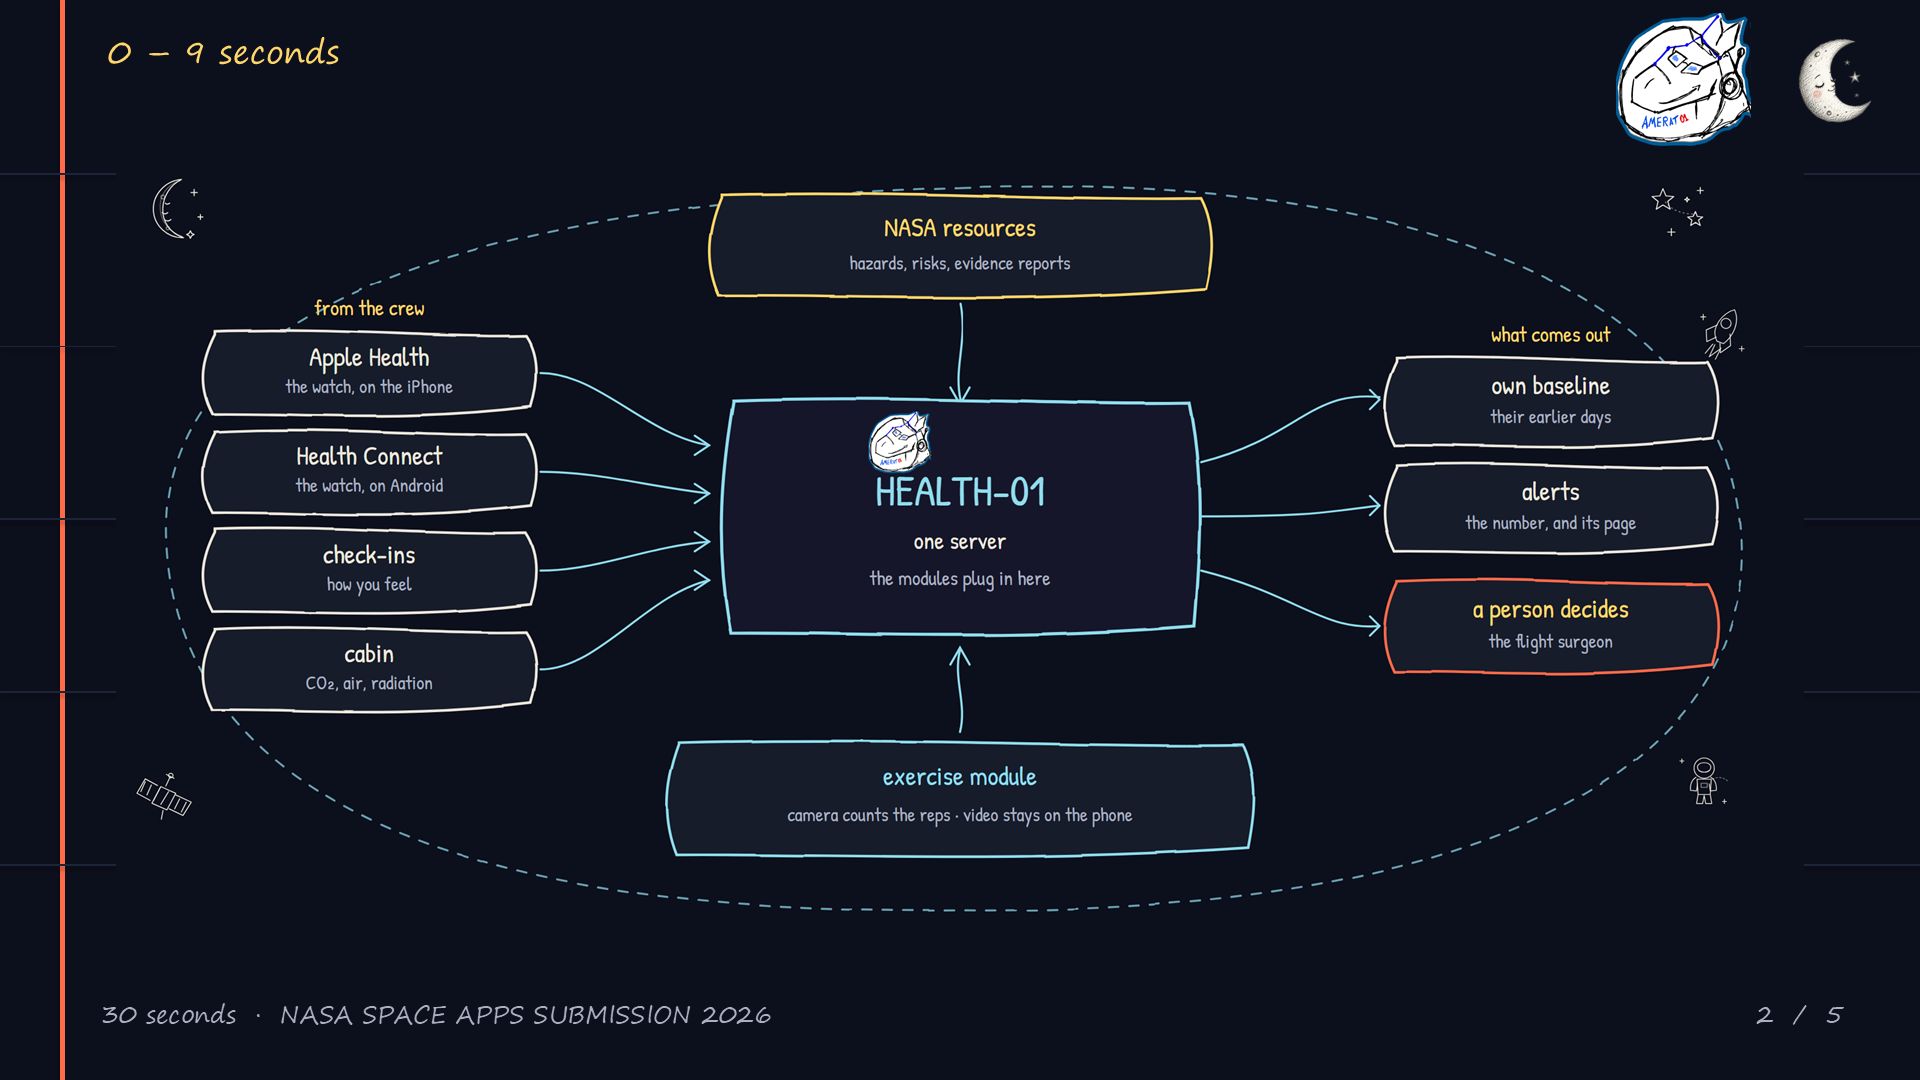 0 – 9 seconds
AMERAT01
NASA resources
hazards, risks, evidence reports
from the crew
Apple Health
the watch, on the iPhone
Health Connect
the watch, on Android
check-ins
how you feel
cabin
CO₂, air, radiation
AMERAT01
HEALTH-01
one server
the modules plug in here
what comes out
own baseline
their earlier days
alerts
the number, and its page
a person decides
the flight surgeon
exercise module
camera counts the reps · video stays on the phone
30 seconds · NASA SPACE APPS SUBMISSION 2026
2 / 5